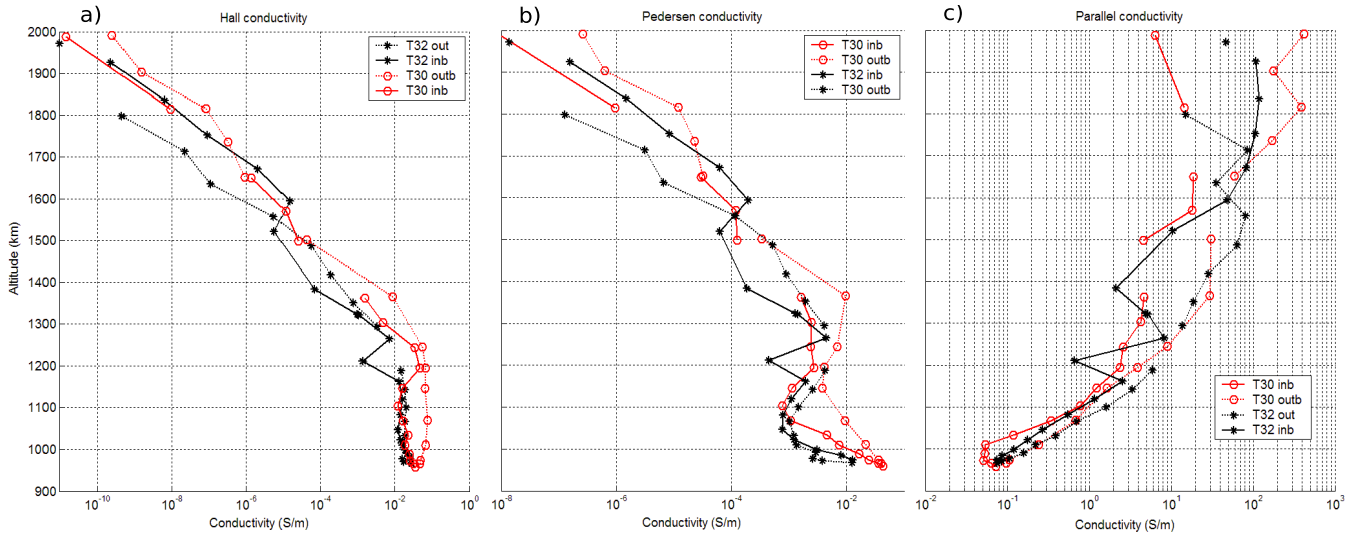 a)
Hall conductivity
b)
Pedersen conductivity
c)
Parallel conductivity
Altitude (km)
2000
1900
1800
1700
1600
1500
1400
1300
1200
1100
1000
900
T32 out
T32 inb
T30 outb
T30 inb
10^-10
10^-8
10^-6
10^-4
10^-2
10^0
Conductivity (S/m)
T30 inb
T30 outb
T32 inb
T30 outb
10^-8
10^-6
10^-4
10^-2
Conductivity (S/m)
T30 inb
T30 outb
T32 out
T32 inb
10^-2
10^-1
10^0
10^1
10^2
10^3
Conductivity (S/m)